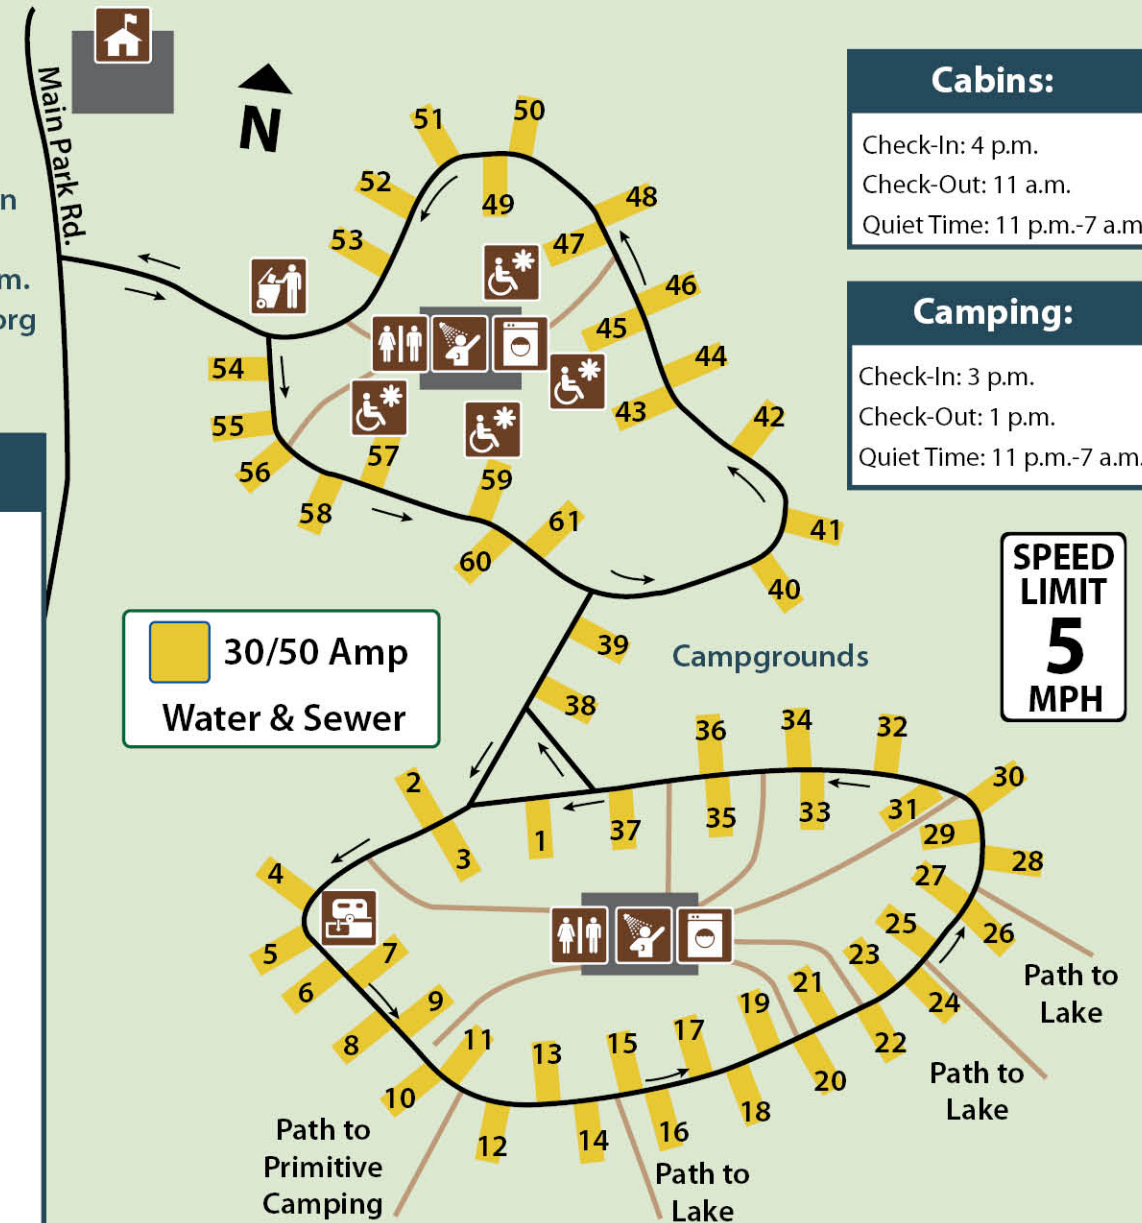 Main Park Rd.
N
n
m.
org
Cabins:
Check-In: 4 p.m.
Check-Out: 11 a.m.
Quiet Time: 11 p.m.-7 a.m
Camping:
Check-In: 3 p.m.
Check-Out: 1 p.m.
Quiet Time: 11 p.m.-7 a.m.
SPEED
LIMIT
5
MPH
51
50
52
49
48
53
47
46
45
54
44
43
42
55
57
56
59
58
61
41
60
40
30/50 Amp
Water & Sewer
39
Campgrounds
38
36
34
32
2
30
1
37
35
33
31
29
3
28
4
27
25
26
5
7
23
6
9
21
24
19
8
11
17
22
13
15
10
20
18
12
14
16
Path to
Lake
Path to
Lake
Path to
Primitive
Camping
Path to
Lake